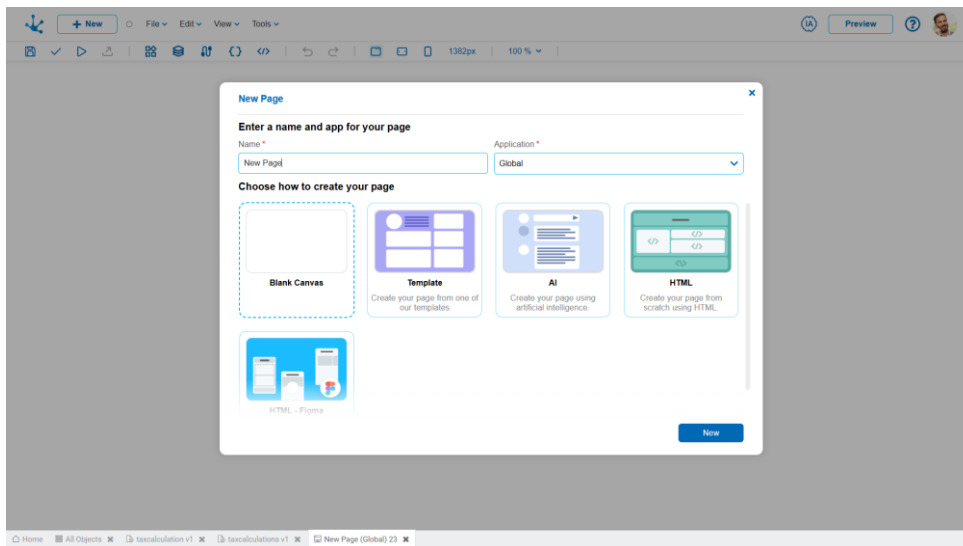 New
File
Edit
View
Tools
IA
Preview
?
</>
1382px
100 %
New Page
Enter a name and app for your page
Name *
Application *
New Page
Global
Choose how to create your page
</>
</>
</>
</>
Blank Canvas
Template
AI
HTML
Create your page from one of
our templates
Create your page using
artificial intelligence.
Create your page from
scratch using HTML.
HTML - Figma
New
Home
All Objects
taxcalculation v1
taxcalculations v1
New Page (Global) 23